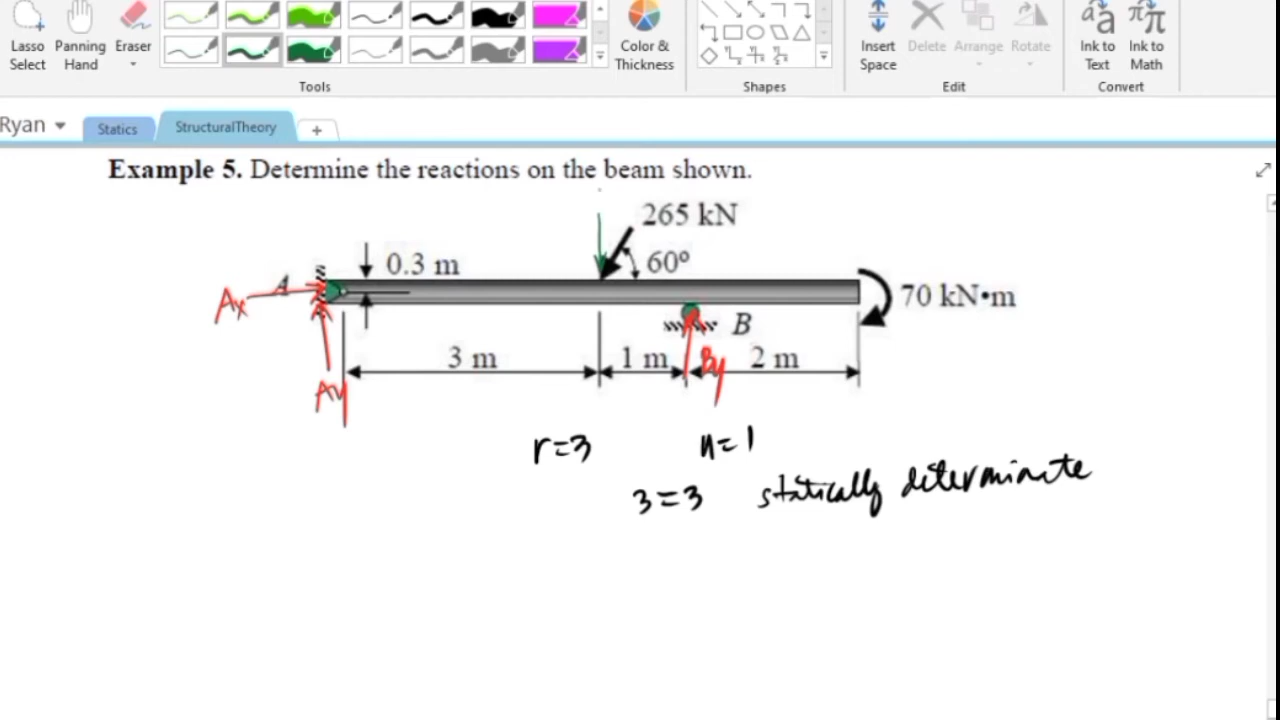 Lasso Select
Panning Hand
Eraser
Color & Thickness
Insert Space
Delete
Arrange
Rotate
Ink to Text
Ink to Math
Tools
Shapes
Edit
Convert
Ryan
Statics
StructuralTheory
+
Example 5. Determine the reactions on the beam shown.
265 kN
60º
0.3 m
A
Ax
70 kN•m
B
3 m
1 m
By
2 m
Ay
r=3
n=1
3=3 statically determinate